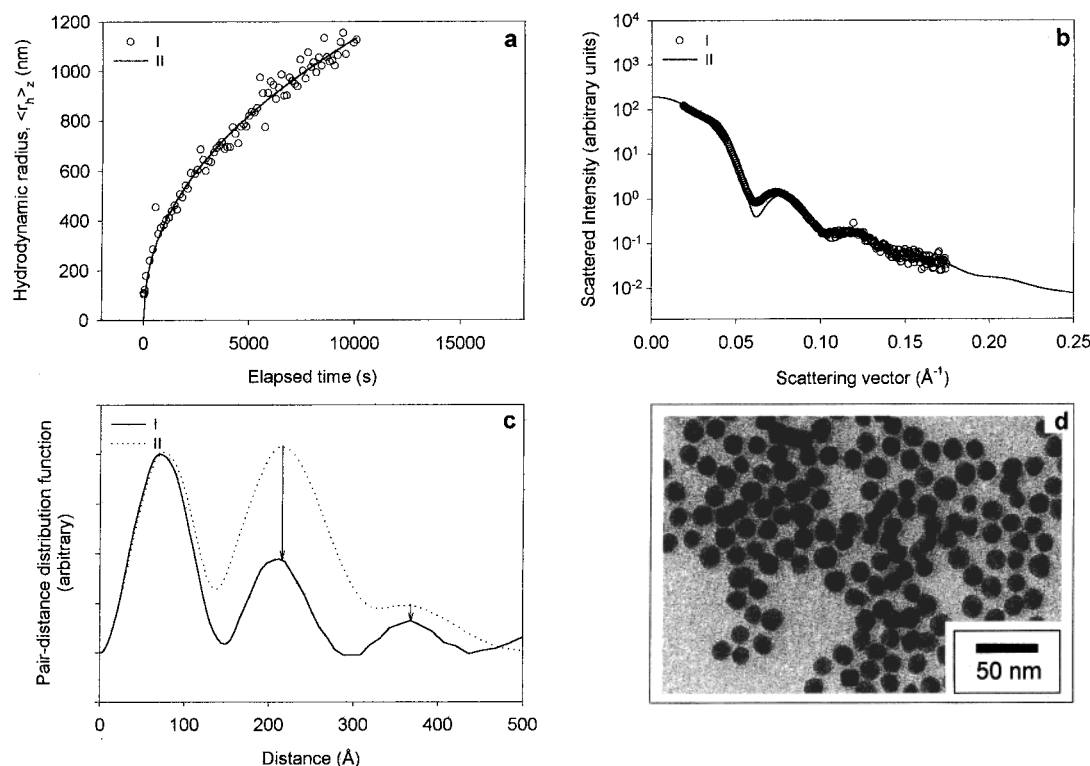 a
I
II
Hydrodynamic radius, <r_h>_z (nm)
1200
1000
800
600
400
200
0
0 5000 10000 15000
Elapsed time (s)
b
I
II
Scattered Intensity (arbitrary units)
10^4
10^3
10^2
10^1
10^0
10^-1
10^-2
0.00 0.05 0.10 0.15 0.20 0.25
Scattering vector (Å^-1)
c
I
II
Pair-distance distribution function
(arbitrary)
0 100 200 300 400 500
Distance (Å)
d
50 nm